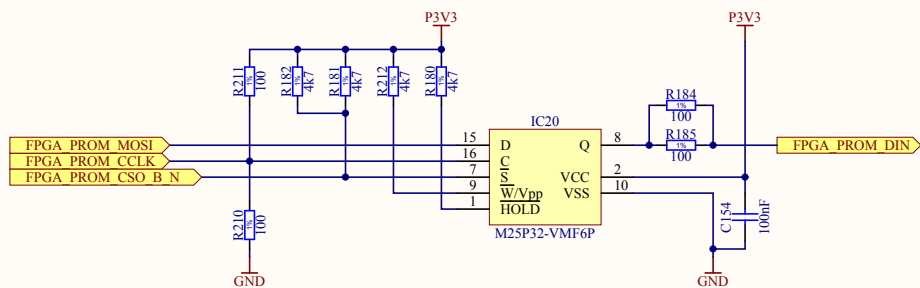 P3V3
P3V3
R211
1%
100
R182
1%
4k7
R181
1%
4k7
R212
1%
4k7
R180
1%
4k7
R184
1%
100
R185
1%
100
IC20
FPGA_PROM_MOSI
FPGA_PROM_CCLK
FPGA_PROM_CSO_B_N
15 D
16 C
7 S
9 W/Vpp
1 HOLD
Q 8
VCC 2
VSS 10
FPGA_PROM_DIN
M25P32-VMF6P
R210
1%
100
C154
100nF
GND
GND